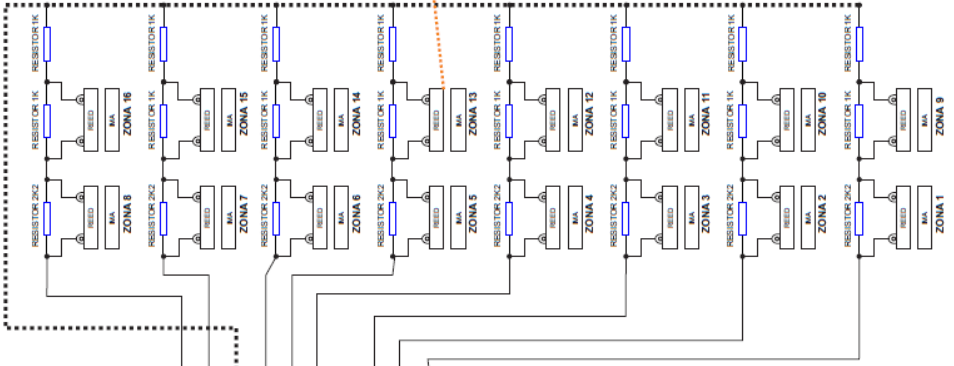 RESISTOR 1K
RESISTOR 1K
RESISTOR 1K
RESISTOR 1K
RESISTOR 1K
RESISTOR 1K
RESISTOR 1K
RESISTOR 1K
RESISTOR 1K
REED
IMA
ZONA 16
RESISTOR 1K
REED
IMA
ZONA 15
RESISTOR 1K
REED
IMA
ZONA 14
RESISTOR 1K
REED
IMA
ZONA 13
RESISTOR 1K
REED
IMA
ZONA 12
RESISTOR 1K
REED
IMA
ZONA 11
RESISTOR 1K
REED
IMA
ZONA 10
RESISTOR 1K
REED
IMA
ZONA 9
RESISTOR 2K2
REED
IMA
ZONA 8
RESISTOR 2K2
REED
IMA
ZONA 7
RESISTOR 2K2
REED
IMA
ZONA 6
RESISTOR 2K2
REED
IMA
ZONA 5
RESISTOR 2K2
REED
IMA
ZONA 4
RESISTOR 2K2
REED
IMA
ZONA 3
RESISTOR 2K2
REED
IMA
ZONA 2
RESISTOR 2K2
REED
IMA
ZONA 1